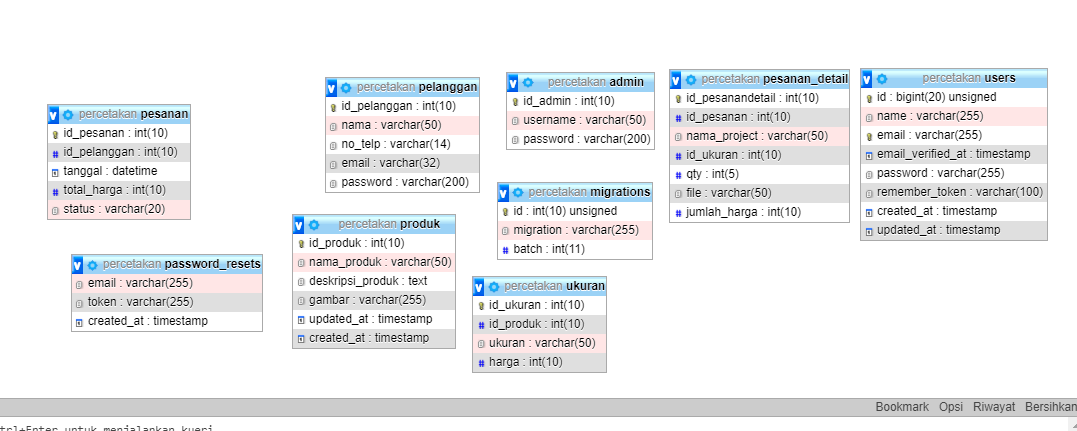 percetakan pesanan
id_pesanan : int(10)
id_pelanggan : int(10)
tanggal : datetime
total_harga : int(10)
status : varchar(20)
percetakan password_resets
email : varchar(255)
token : varchar(255)
created_at : timestamp
percetakan pelanggan
id_pelanggan : int(10)
nama : varchar(50)
no_telp : varchar(14)
email : varchar(32)
password : varchar(200)
percetakan produk
id_produk : int(10)
nama_produk : varchar(50)
deskripsi_produk : text
gambar : varchar(255)
updated_at : timestamp
created_at : timestamp
percetakan admin
id_admin : int(10)
username : varchar(50)
password : varchar(200)
percetakan migrations
id : int(10) unsigned
migration : varchar(255)
batch : int(11)
percetakan ukuran
id_ukuran : int(10)
id_produk : int(10)
ukuran : varchar(50)
harga : int(10)
percetakan pesanan_detail
id_pesanandetail : int(10)
id_pesanan : int(10)
nama_project : varchar(50)
id_ukuran : int(10)
qty : int(5)
file : varchar(50)
jumlah_harga : int(10)
percetakan users
id : bigint(20) unsigned
name : varchar(255)
email : varchar(255)
email_verified_at : timestamp
password : varchar(255)
remember_token : varchar(100)
created_at : timestamp
updated_at : timestamp
Bookmark Opsi Riwayat Bersihkan
trl+Enter untuk menjalankan kueri